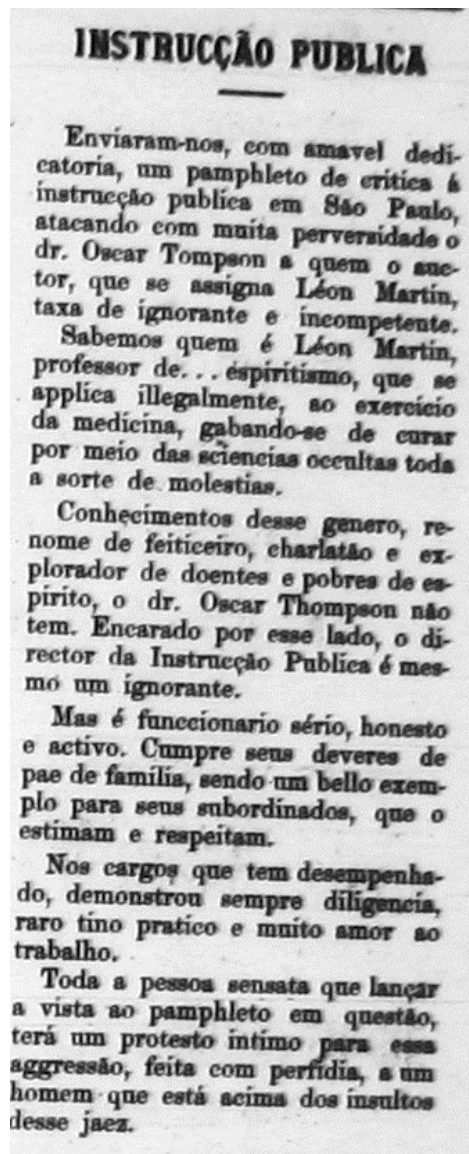 INSTRUCÇÃO PUBLICA
Enviaram-nos, com amavel dedi-
catoria, um pamphleto de critica á
instrucção publica em São Paulo,
atacando com muita perversidade o
dr. Oscar Tompson a quem o auc-
tor, que se assigna Léon Martin,
taxa de ignorante e incompetente.
Sabemos quem é Léon Martin,
professor de... espiritismo, que se
applica illegalmente, ao exercicio
da medicina, gabando-se de curar
por meio das sciencias occultas toda
a sorte de molestias.
Conhecimentos desse genero, re-
nome de feiticeiro, charlatão e ex-
plorador de doentes e pobres de es-
pirito, o dr. Oscar Thompson não
tem. Encarado por esse lado, o di-
rector da Instrucção Publica é mes-
mo um ignorante.
Mas é funccionario sério, honesto
e activo. Cumpre seus deveres de
pae de familia, sendo um bello exem-
plo para seus subordinados, que o
estimam e respeitam.
Nos cargos que tem desempenha-
do, demonstrou sempre diligencia,
raro tino pratico e muito amor ao
trabalho.
Toda a pessoa sensata que lançar
a vista ao pamphleto em questão,
terá um protesto intimo para essa
aggressão, feita com perfidia, a um
homem que está acima dos insultos
desse jaez.